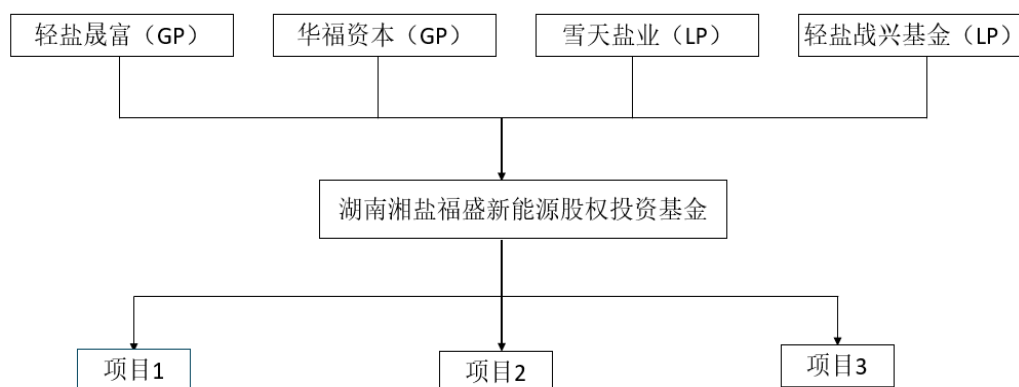 轻盐晟富（GP）
华福资本（GP）
雪天盐业（LP）
轻盐战兴基金（LP）
湖南湘盐福盛新能源股权投资基金
项目1
项目2
项目3